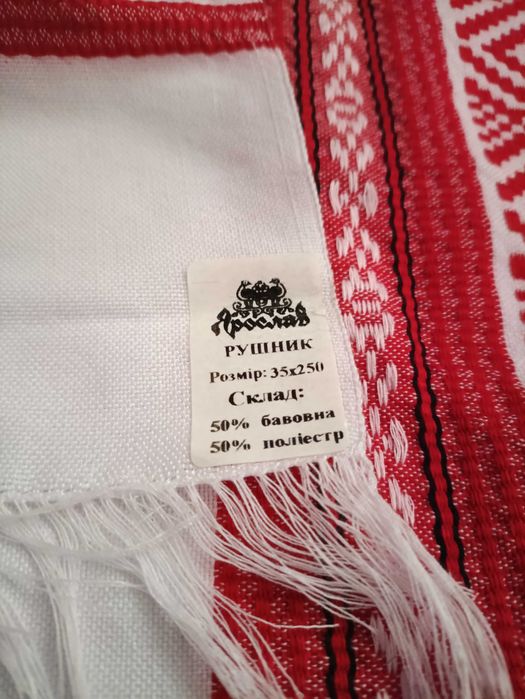 Ярослав
РУШНИК
Розмір: 35х250
Склад:
50% бавовна
50% поліестр